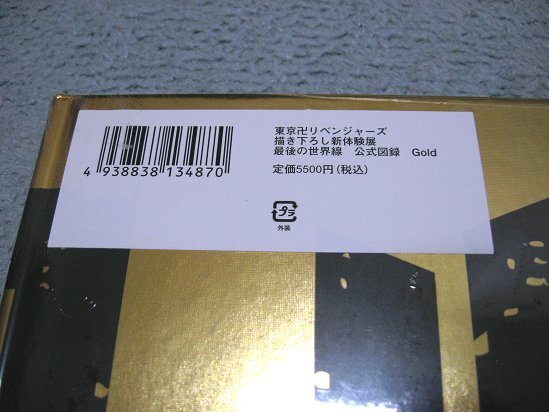 東京卍リベンジャーズ
描き下ろし新体験展
最後の世界線　公式図録　Gold
定価5500円(税込)
4 938838 134870
プラ
外装